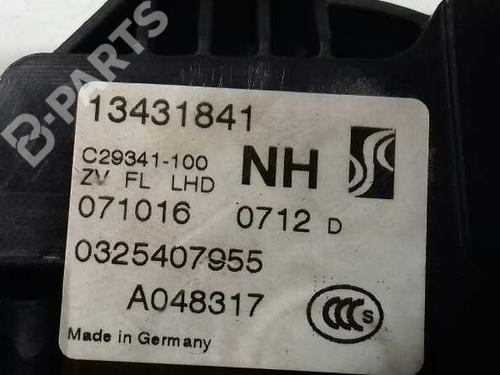 B-PARTS
13431841
C29341-100 NH
ZV FL LHD
071016 0712 D
0325407955
A048317
CCC S
Made in Germany